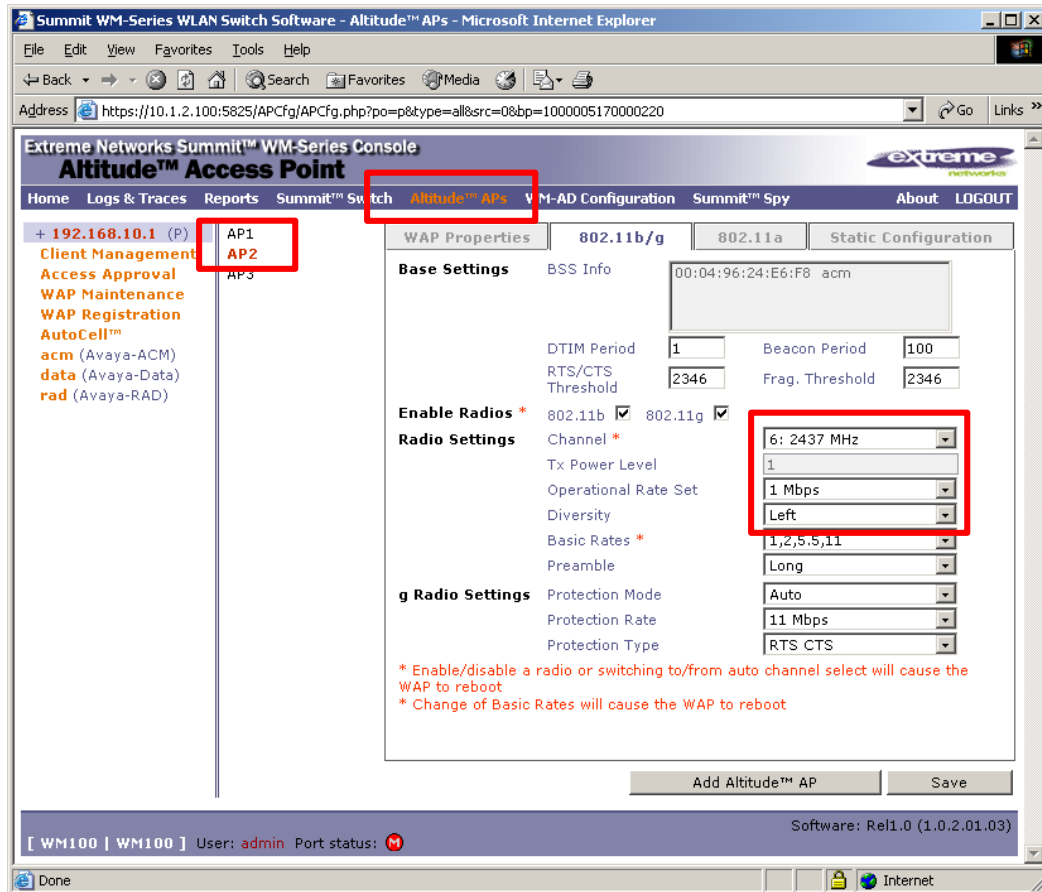 Summit WM-Series WLAN Switch Software - Altitude™ APs - Microsoft Internet Explorer
File Edit View Favorites Tools Help
Back Search Favorites Media
Address https://10.1.2.100:5825/APCfg/APCfg.php?po=p&type=all&src=0&bp=1000005170000220 Go Links »
Extreme Networks Summit™ WM-Series Console
Altitude™ Access Point
extreme networks
Home Logs & Traces Reports Summit™ Switch Altitude™ APs WM-AD Configuration Summit™ Spy About LOGOUT
+ 192.168.10.1 (P)
Client Management
Access Approval
WAP Maintenance
WAP Registration
AutoCell™
acm (Avaya-ACM)
data (Avaya-Data)
rad (Avaya-RAD)
AP1
AP2
AP3
WAP Properties 802.11b/g 802.11a Static Configuration
Base Settings BSS Info 00:04:96:24:E6:F8 acm
DTIM Period 1 Beacon Period 100
RTS/CTS Threshold 2346 Frag. Threshold 2346
Enable Radios * 802.11b 802.11g
Radio Settings Channel * 6: 2437 MHz
Tx Power Level 1
Operational Rate Set 1 Mbps
Diversity Left
Basic Rates * 1,2,5.5,11
Preamble Long
g Radio Settings Protection Mode Auto
Protection Rate 11 Mbps
Protection Type RTS CTS
* Enable/disable a radio or switching to/from auto channel select will cause the
WAP to reboot
* Change of Basic Rates will cause the WAP to reboot
Add Altitude™ AP Save
Software: Rel1.0 (1.0.2.01.03)
[ WM100 | WM100 ] User: admin Port status: M
Done Internet